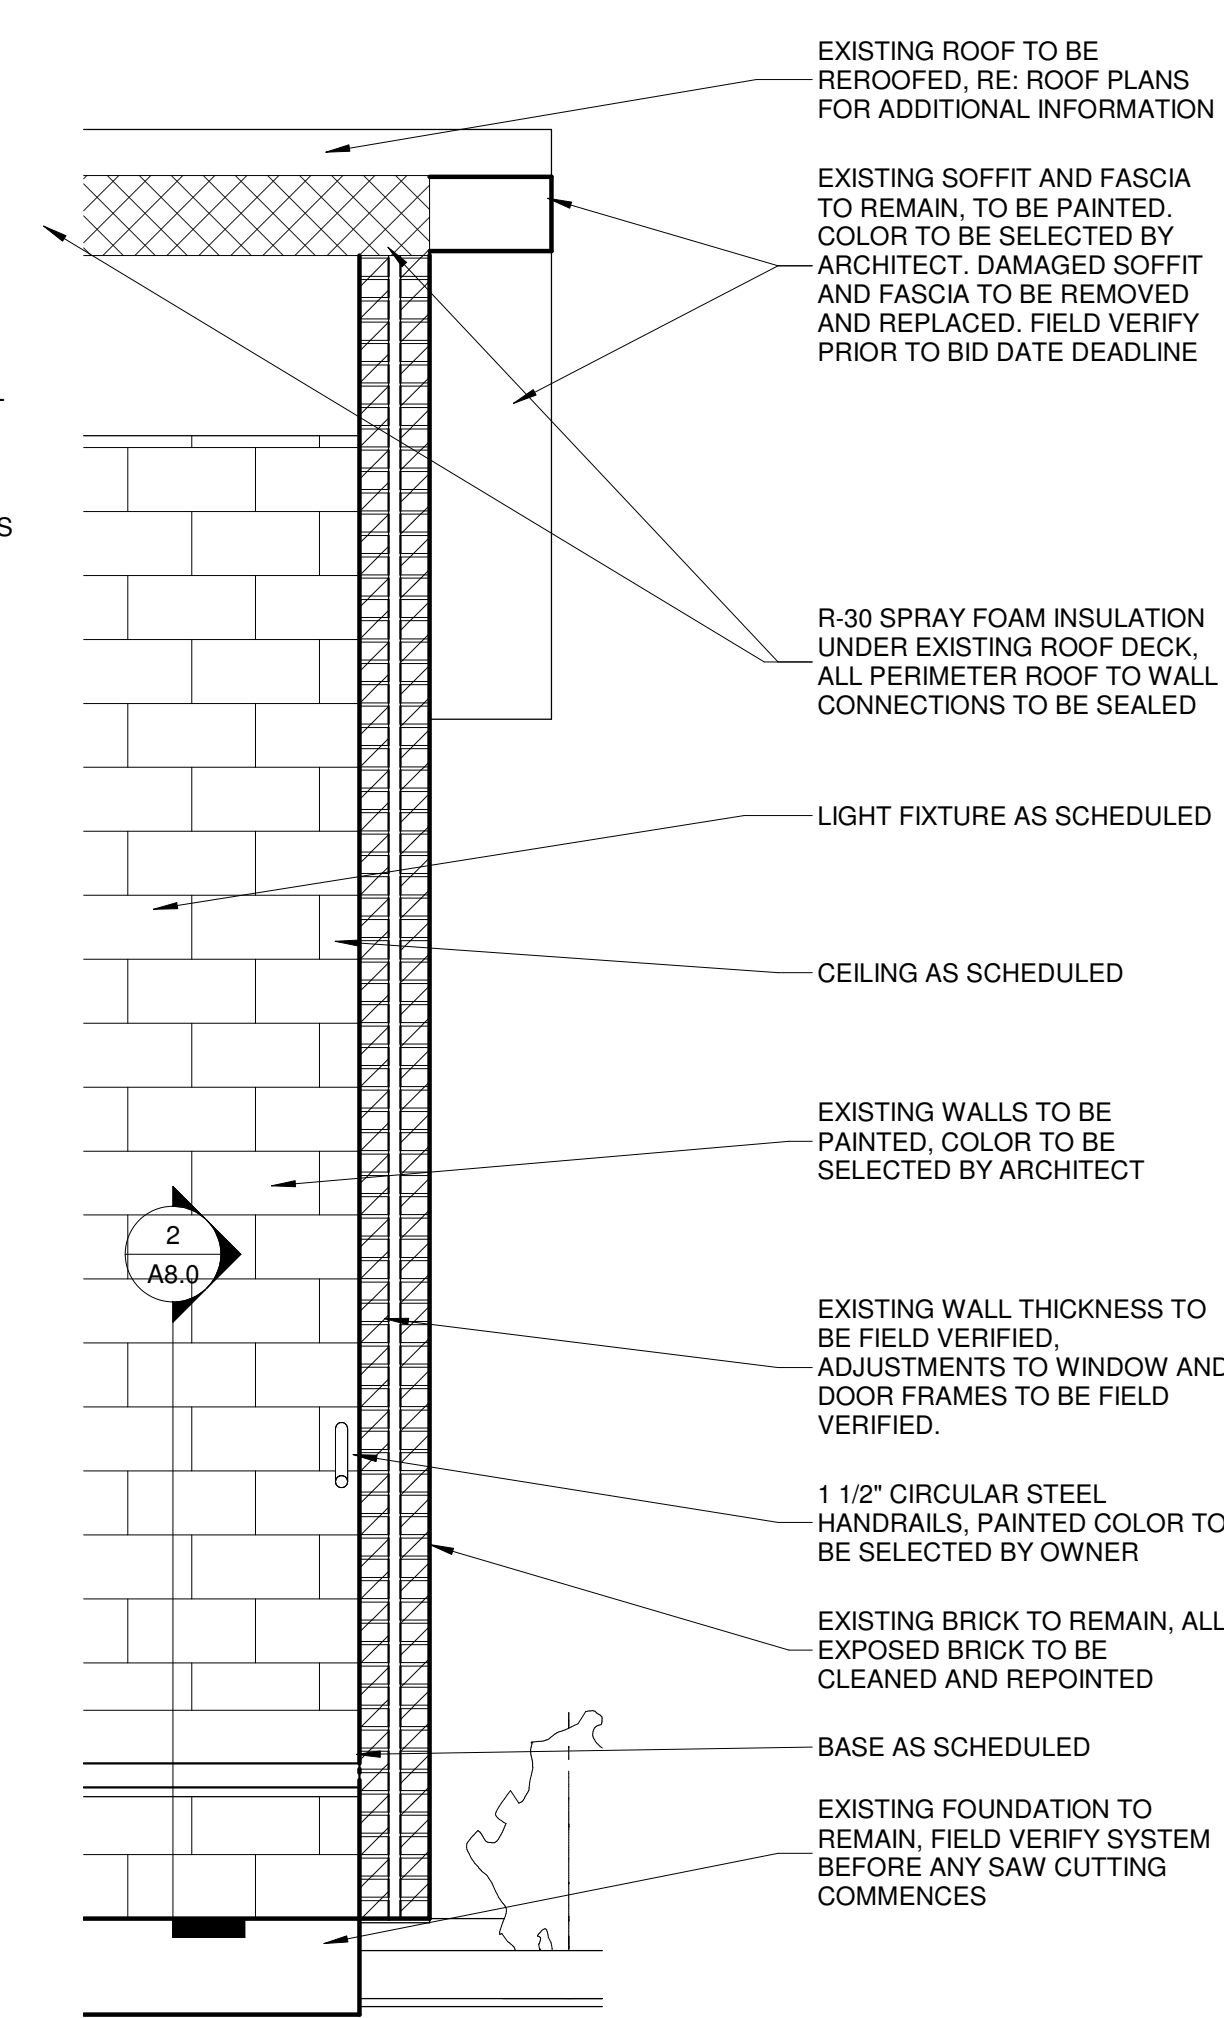 EXISTING ROOF TO BE
REROOFED, RE: ROOF PLANS
FOR ADDITIONAL INFORMATION
EXISTING SOFFIT AND FASCIA
TO REMAIN, TO BE PAINTED.
COLOR TO BE SELECTED BY
ARCHITECT. DAMAGED SOFFIT
AND FASCIA TO BE REMOVED
AND REPLACED. FIELD VERIFY
PRIOR TO BID DATE DEADLINE
S
R-30 SPRAY FOAM INSULATION
UNDER EXISTING ROOF DECK,
ALL PERIMETER ROOF TO WALL
CONNECTIONS TO BE SEALED
LIGHT FIXTURE AS SCHEDULED
CEILING AS SCHEDULED
EXISTING WALLS TO BE
PAINTED, COLOR TO BE
SELECTED BY ARCHITECT
2
A8.0
EXISTING WALL THICKNESS TO
BE FIELD VERIFIED,
ADJUSTMENTS TO WINDOW AND
DOOR FRAMES TO BE FIELD
VERIFIED.
1 1/2" CIRCULAR STEEL
HANDRAILS, PAINTED COLOR TO
BE SELECTED BY OWNER
EXISTING BRICK TO REMAIN, ALL
EXPOSED BRICK TO BE
CLEANED AND REPOINTED
BASE AS SCHEDULED
EXISTING FOUNDATION TO
REMAIN, FIELD VERIFY SYSTEM
BEFORE ANY SAW CUTTING
COMMENCES